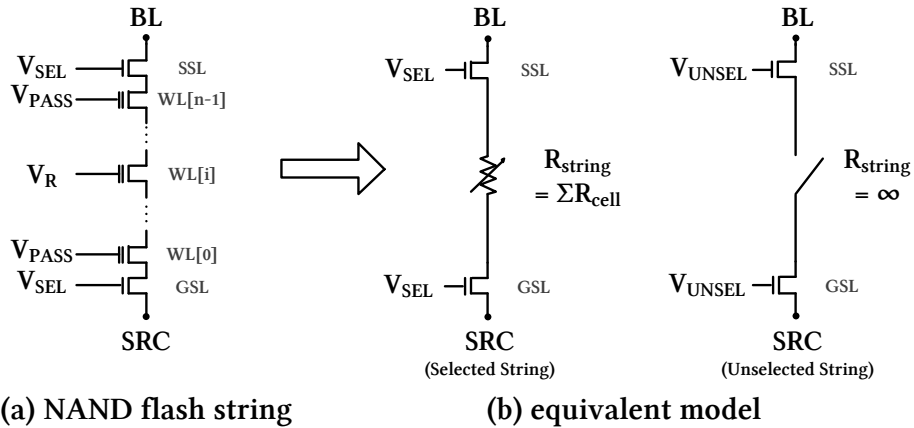 BL
V_SEL
SSL
V_PASS
WL[n-1]
V_R
WL[i]
V_PASS
WL[0]
V_SEL
GSL
SRC
BL
V_SEL
SSL
R_string
= ΣR_cell
V_SEL
GSL
SRC
(Selected String)
BL
V_UNSEL
SSL
R_string
= ∞
V_UNSEL
GSL
SRC
(Unselected String)
(a) NAND flash string
(b) equivalent model